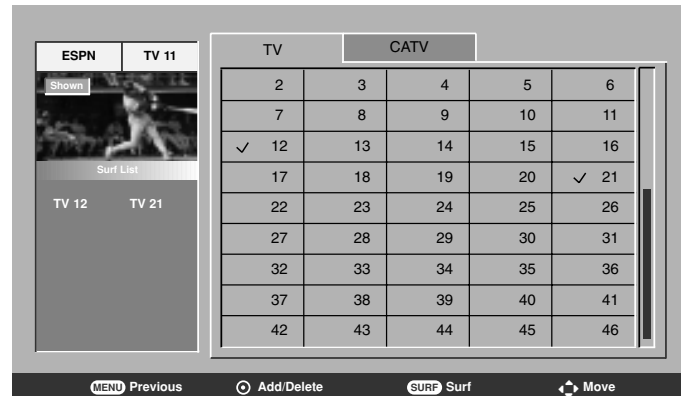 ESPN TV 11
Shown
Surf List
TV 12 TV 21
TV CATV
2 3 4 5 6
7 8 9 10 11
✓ 12 13 14 15 16
17 18 19 20 ✓ 21
22 23 24 25 26
27 28 29 30 31
32 33 34 35 36
37 38 39 40 41
42 43 44 45 46
MENU Previous Add/Delete SURF Surf Move